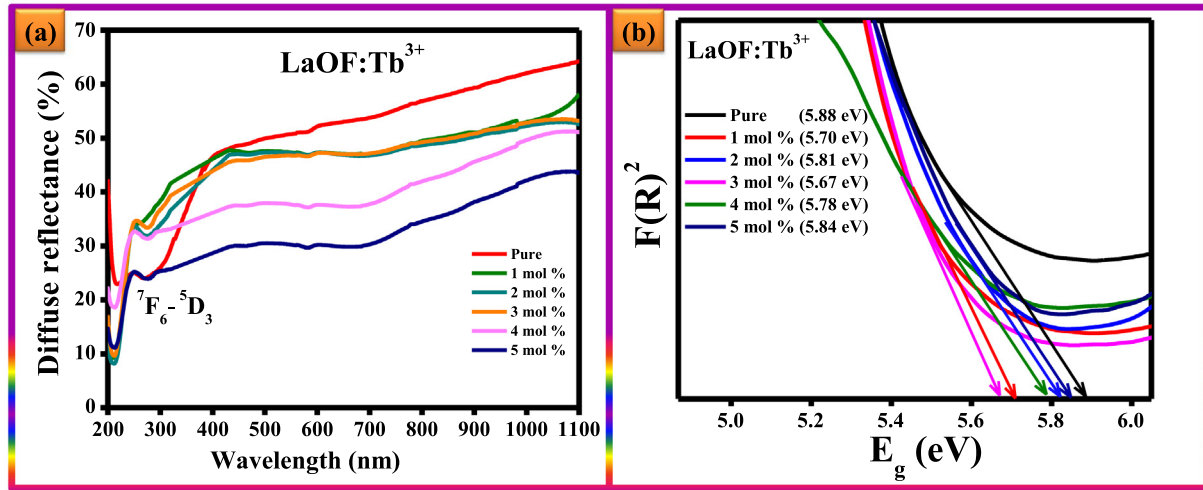 (a)
LaOF:Tb³⁺
Diffuse reflectance (%)
70
60
50
40
30
20
10
0
⁷F₆-⁵D₃
Pure
1 mol %
2 mol %
3 mol %
4 mol %
5 mol %
200 300 400 500 600 700 800 900 1000 1100
Wavelength (nm)
(b)
LaOF:Tb³⁺
F(R)²
Pure (5.88 eV)
1 mol % (5.70 eV)
2 mol % (5.81 eV)
3 mol % (5.67 eV)
4 mol % (5.78 eV)
5 mol % (5.84 eV)
5.0 5.2 5.4 5.6 5.8 6.0
E_g (eV)